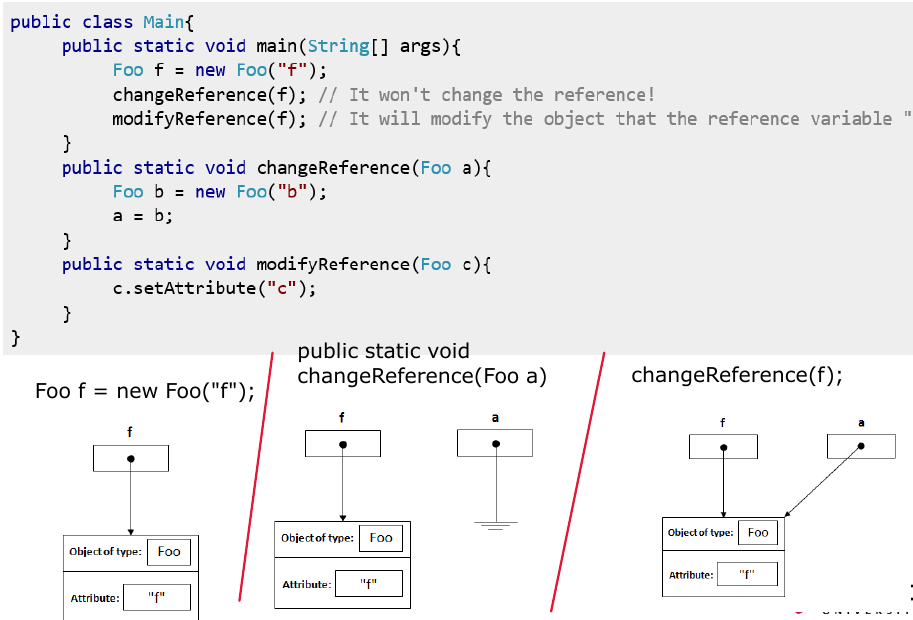 public class Main{
public static void main(String[] args){
Foo f = new Foo("f");
changeReference(f); // It won't change the reference!
modifyReference(f); // It will modify the object that the reference variable "
}
public static void changeReference(Foo a){
Foo b = new Foo("b");
a = b;
}
public static void modifyReference(Foo c){
c.setAttribute("c");
}
}
Foo f = new Foo("f");
f
Object of type: Foo
Attribute: "f"
public static void
changeReference(Foo a)
f a
Object of type: Foo
Attribute: "f"
changeReference(f);
f a
Object of type: Foo
Attribute: "f"